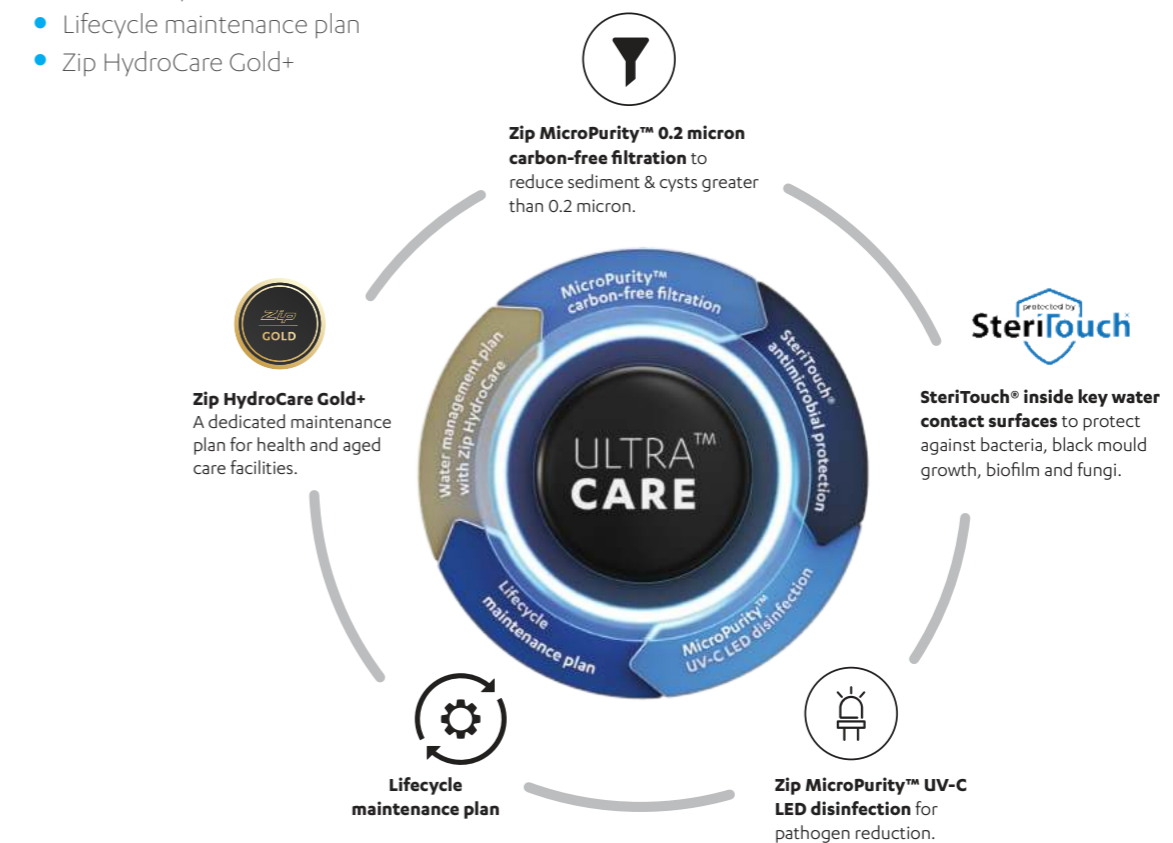 Lifecycle maintenance plan
Zip HydroCare Gold+
Zip MicroPurity™ 0.2 micron
carbon-free filtration to
reduce sediment & cysts greater
than 0.2 micron.
zip
GOLD
Zip HydroCare Gold+
A dedicated maintenance
plan for health and aged
care facilities.
MicroPurity™
carbon-free filtration
SteriTouch®
antimicrobial protection
MicroPurity™
UV-C LED disinfection
Lifecycle
maintenance plan
Water management plan
with Zip HydroCare
ULTRA™
CARE
protected by
SteriTouch
SteriTouch® inside key water
contact surfaces to protect
against bacteria, black mould
growth, biofilm and fungi.
Lifecycle
maintenance plan
Zip MicroPurity™ UV-C
LED disinfection for
pathogen reduction.